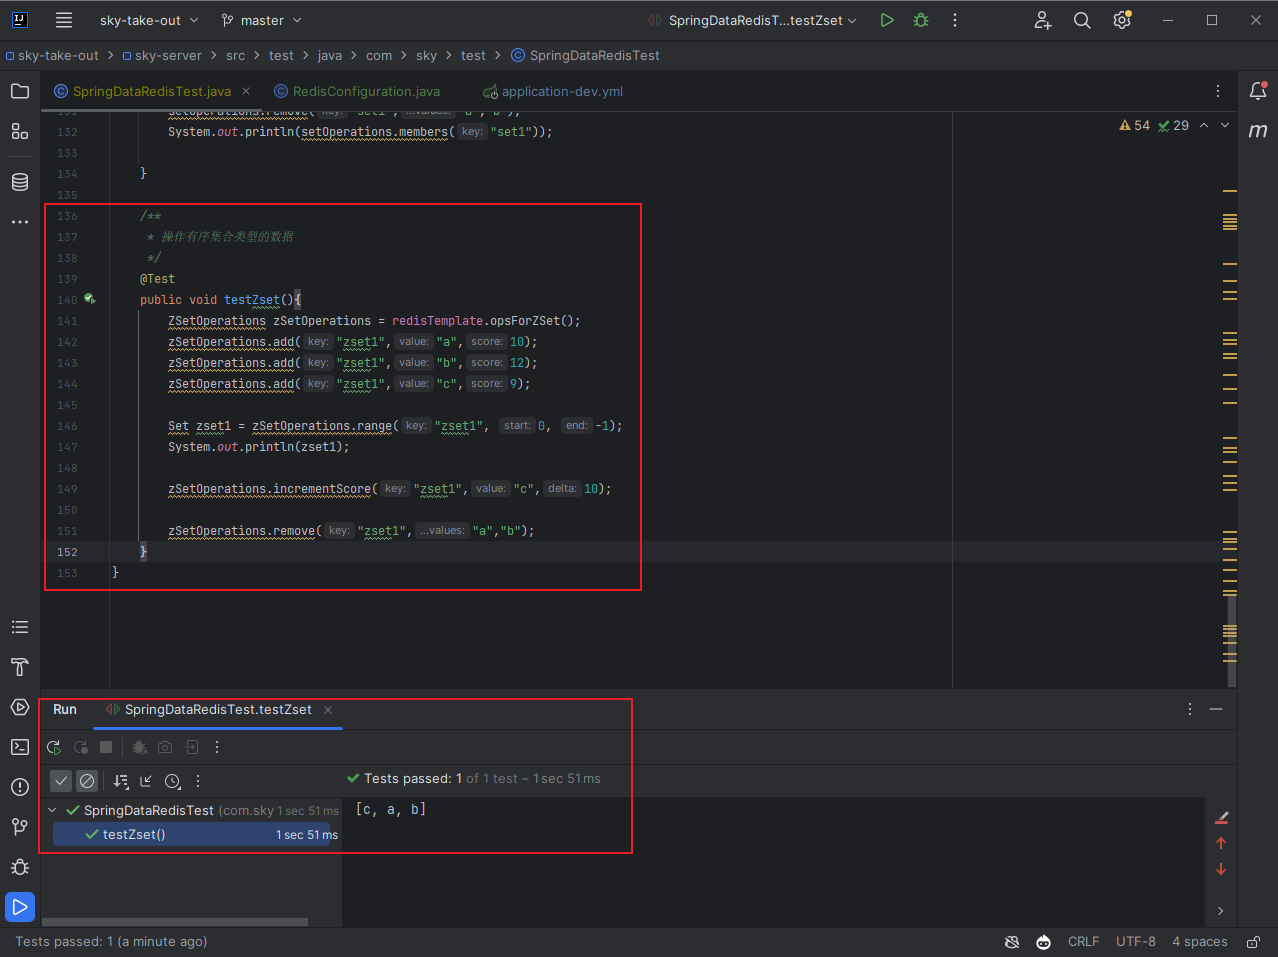 sky-take-out
master
SpringDataRedisT...testZset
sky-take-out > sky-server > src > test > java > com > sky > test > SpringDataRedisTest
SpringDataRedisTest.java
RedisConfiguration.java
application-dev.yml
131 setOperations.remove( key: "set1", ...values: "a","b");
132 System.out.println(setOperations.members( key: "set1"));
54 29
133
134 }
135
136 /**
137 * 操作有序集合类型的数据
138 */
139 @Test
140 public void testZset(){
141 ZSetOperations zSetOperations = redisTemplate.opsForZSet();
142 zSetOperations.add( key: "zset1", value: "a", score: 10);
143 zSetOperations.add( key: "zset1", value: "b", score: 12);
144 zSetOperations.add( key: "zset1", value: "c", score: 9);
145
146 Set zset1 = zSetOperations.range( key: "zset1", start: 0, end: -1);
147 System.out.println(zset1);
148
149 zSetOperations.incrementScore( key: "zset1", value: "c", delta: 10);
150
151 zSetOperations.remove( key: "zset1", ...values: "a","b");
152 }
153 }
Run
SpringDataRedisTest.testZset
Tests passed: 1 of 1 test – 1 sec 51 ms
SpringDataRedisTest (com.sky 1 sec 51 ms
[c, a, b]
testZset() 1 sec 51 ms
Tests passed: 1 (a minute ago)
CRLF
UTF-8
4 spaces